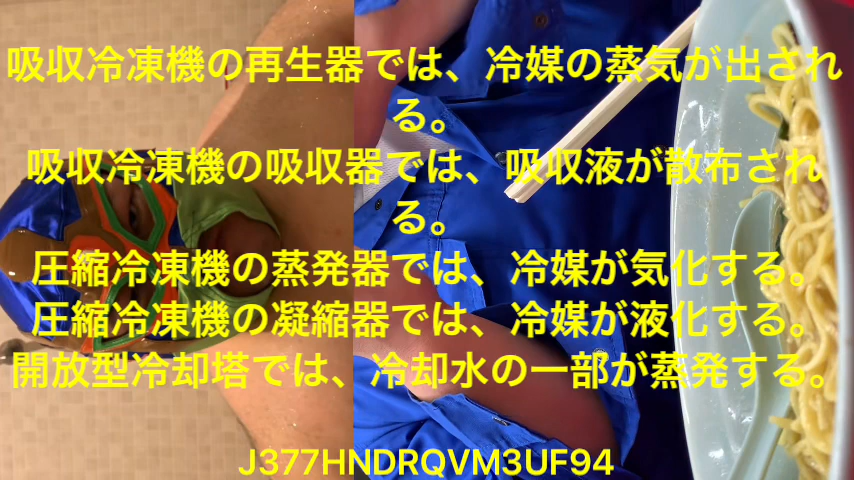 吸収冷凍機の再生器では、冷媒の蒸気が出され
る。
吸収冷凍機の吸収器では、吸収液が散布され
る。
圧縮冷凍機の蒸発器では、冷媒が気化する。
圧縮冷凍機の凝縮器では、冷媒が液化する。
開放型冷却塔では、冷却水の一部が蒸発する。
J377HNDRQVM3UF94